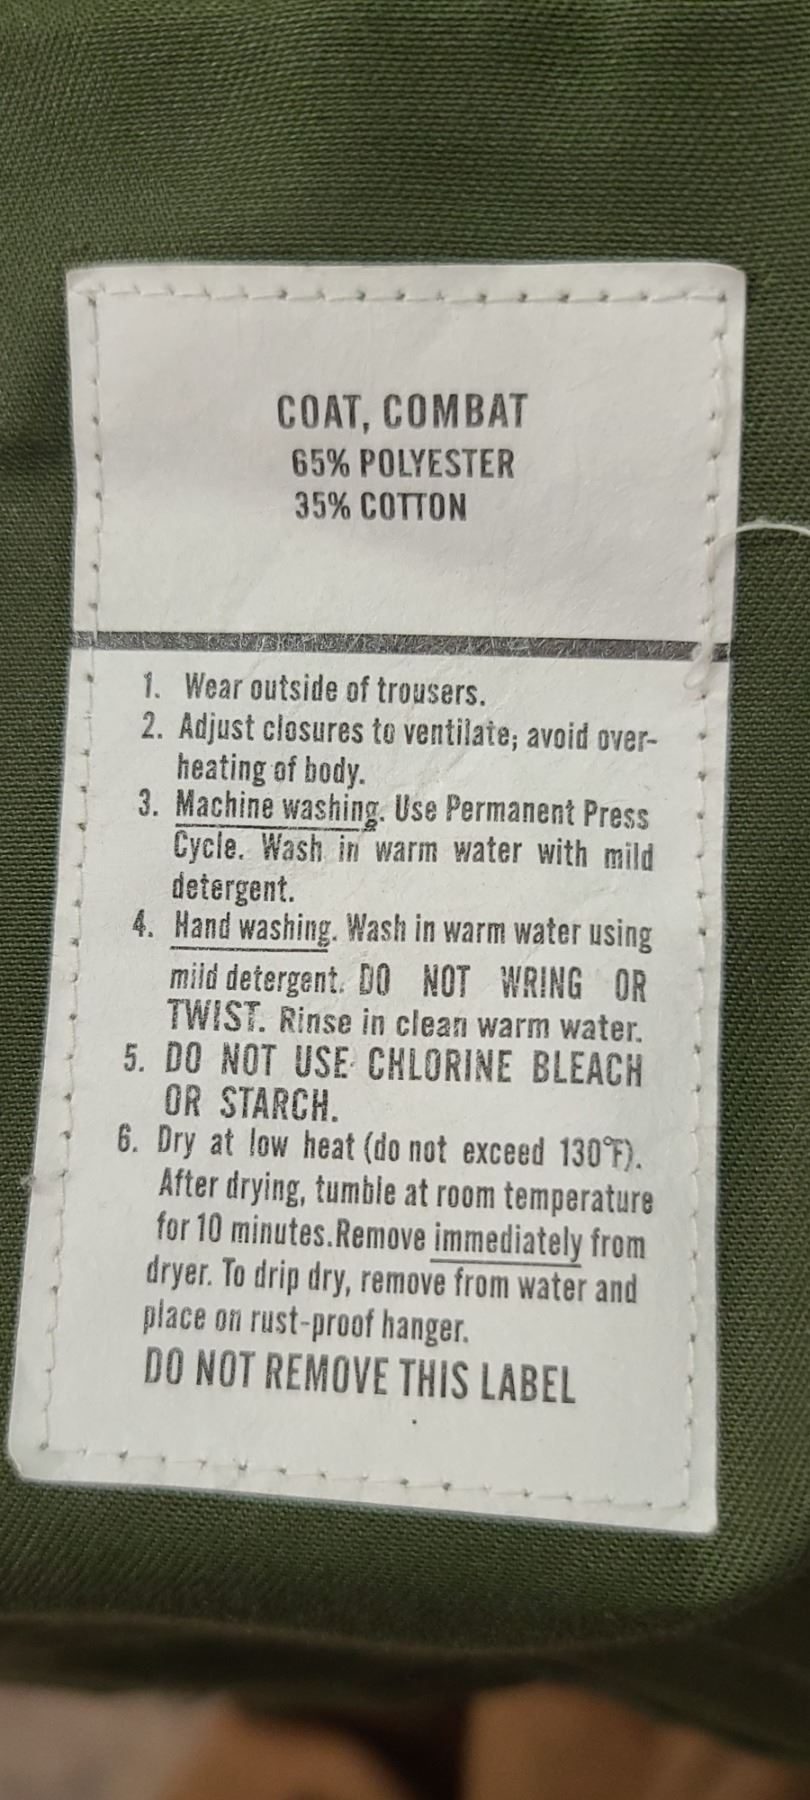 COAT, COMBAT
65% POLYESTER
35% COTTON
1. Wear outside of trousers.
2. Adjust closures to ventilate; avoid over-
heating of body.
3. Machine washing. Use Permanent Press
Cycle. Wash in warm water with mild
detergent.
4. Hand washing. Wash in warm water using
mild detergent. DO NOT WRING OR
TWIST. Rinse in clean warm water.
5. DO NOT USE CHLORINE BLEACH
OR STARCH.
6. Dry at low heat (do not exceed 130°F).
After drying, tumble at room temperature
for 10 minutes.Remove immediately from
dryer. To drip dry, remove from water and
place on rust-proof hanger.
DO NOT REMOVE THIS LABEL